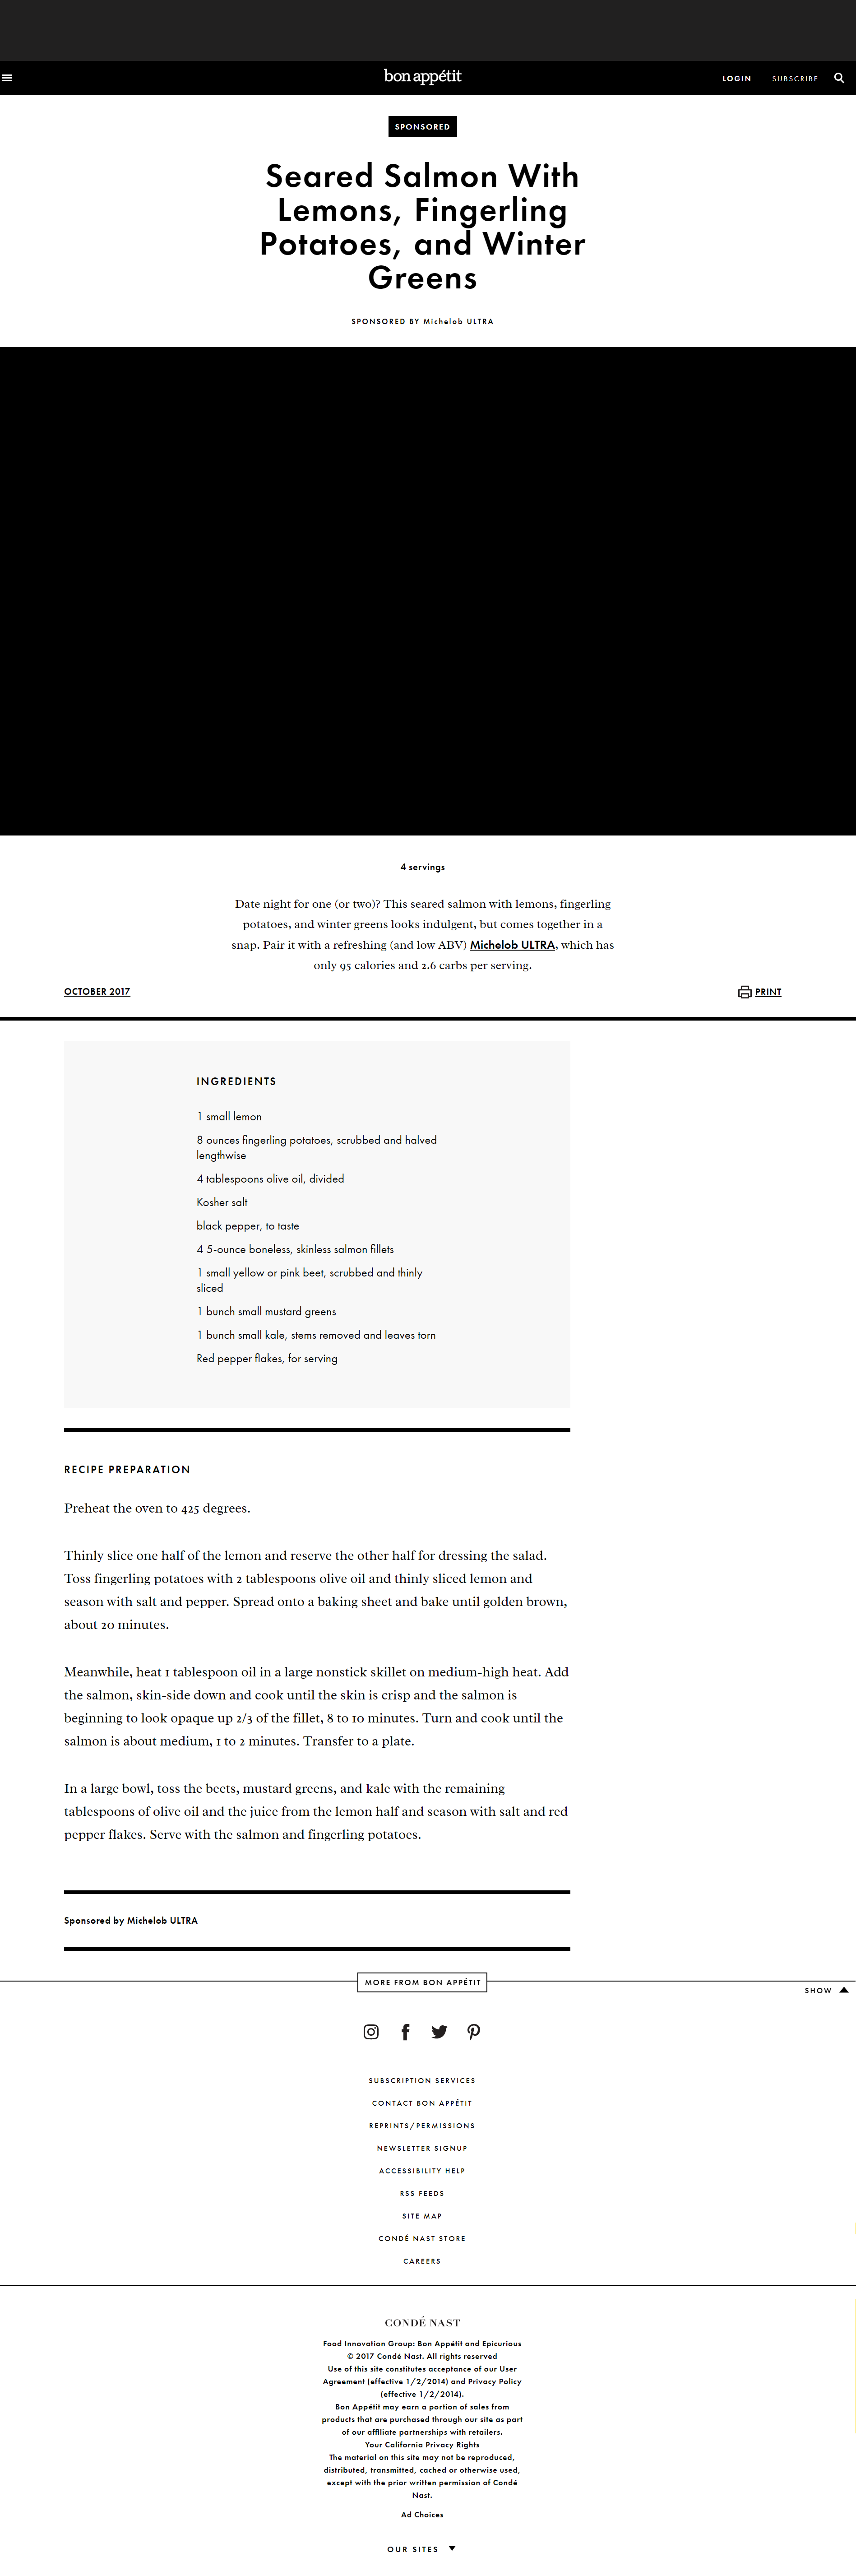 bon appétit
LOGIN
SUBSCRIBE
SPONSORED
Seared Salmon With
Lemons, Fingerling
Potatoes, and Winter
Greens
SPONSORED BY Michelob ULTRA
4 servings
Date night for one (or two)? This seared salmon with lemons, fingerling
potatoes, and winter greens looks indulgent, but comes together in a
snap. Pair it with a refreshing (and low ABV) Michelob ULTRA, which has
only 95 calories and 2.6 carbs per serving.
OCTOBER 2017
PRINT
INGREDIENTS
1 small lemon
8 ounces fingerling potatoes, scrubbed and halved
lengthwise
4 tablespoons olive oil, divided
Kosher salt
black pepper, to taste
4 5-ounce boneless, skinless salmon fillets
1 small yellow or pink beet, scrubbed and thinly
sliced
1 bunch small mustard greens
1 bunch small kale, stems removed and leaves torn
Red pepper flakes, for serving
RECIPE PREPARATION
Preheat the oven to 425 degrees.
Thinly slice one half of the lemon and reserve the other half for dressing the salad.
Toss fingerling potatoes with 2 tablespoons olive oil and thinly sliced lemon and
season with salt and pepper. Spread onto a baking sheet and bake until golden brown,
about 20 minutes.
Meanwhile, heat 1 tablespoon oil in a large nonstick skillet on medium-high heat. Add
the salmon, skin-side down and cook until the skin is crisp and the salmon is
beginning to look opaque up 2/3 of the fillet, 8 to 10 minutes. Turn and cook until the
salmon is about medium, 1 to 2 minutes. Transfer to a plate.
In a large bowl, toss the beets, mustard greens, and kale with the remaining
tablespoons of olive oil and the juice from the lemon half and season with salt and red
pepper flakes. Serve with the salmon and fingerling potatoes.
Sponsored by Michelob ULTRA
MORE FROM BON APPÉTIT
SHOW
SUBSCRIPTION SERVICES
CONTACT BON APPÉTIT
REPRINTS/PERMISSIONS
NEWSLETTER SIGNUP
ACCESSIBILITY HELP
RSS FEEDS
SITE MAP
CONDÉ NAST STORE
CAREERS
CONDÉ NAST
Food Innovation Group: Bon Appétit and Epicurious
© 2017 Condé Nast. All rights reserved
Use of this site constitutes acceptance of our User
Agreement (effective 1/2/2014) and Privacy Policy
(effective 1/2/2014).
Bon Appétit may earn a portion of sales from
products that are purchased through our site as part
of our affiliate partnerships with retailers.
Your California Privacy Rights
The material on this site may not be reproduced,
distributed, transmitted, cached or otherwise used,
except with the prior written permission of Condé
Nast.
Ad Choices
OUR SITES